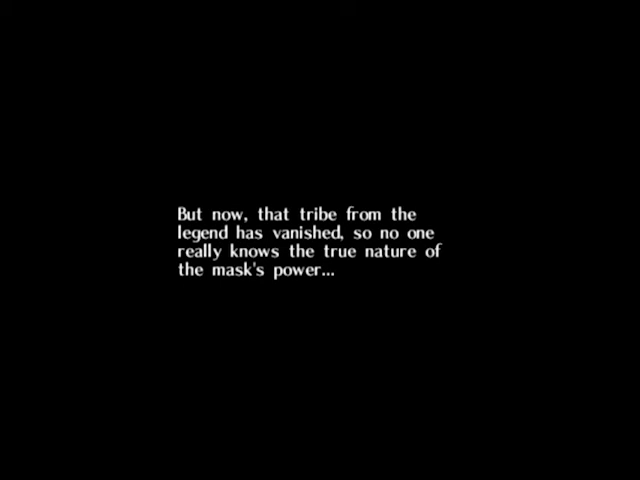 But now, that tribe from the
legend has vanished, so no one
really knows the true nature of
the mask's power...